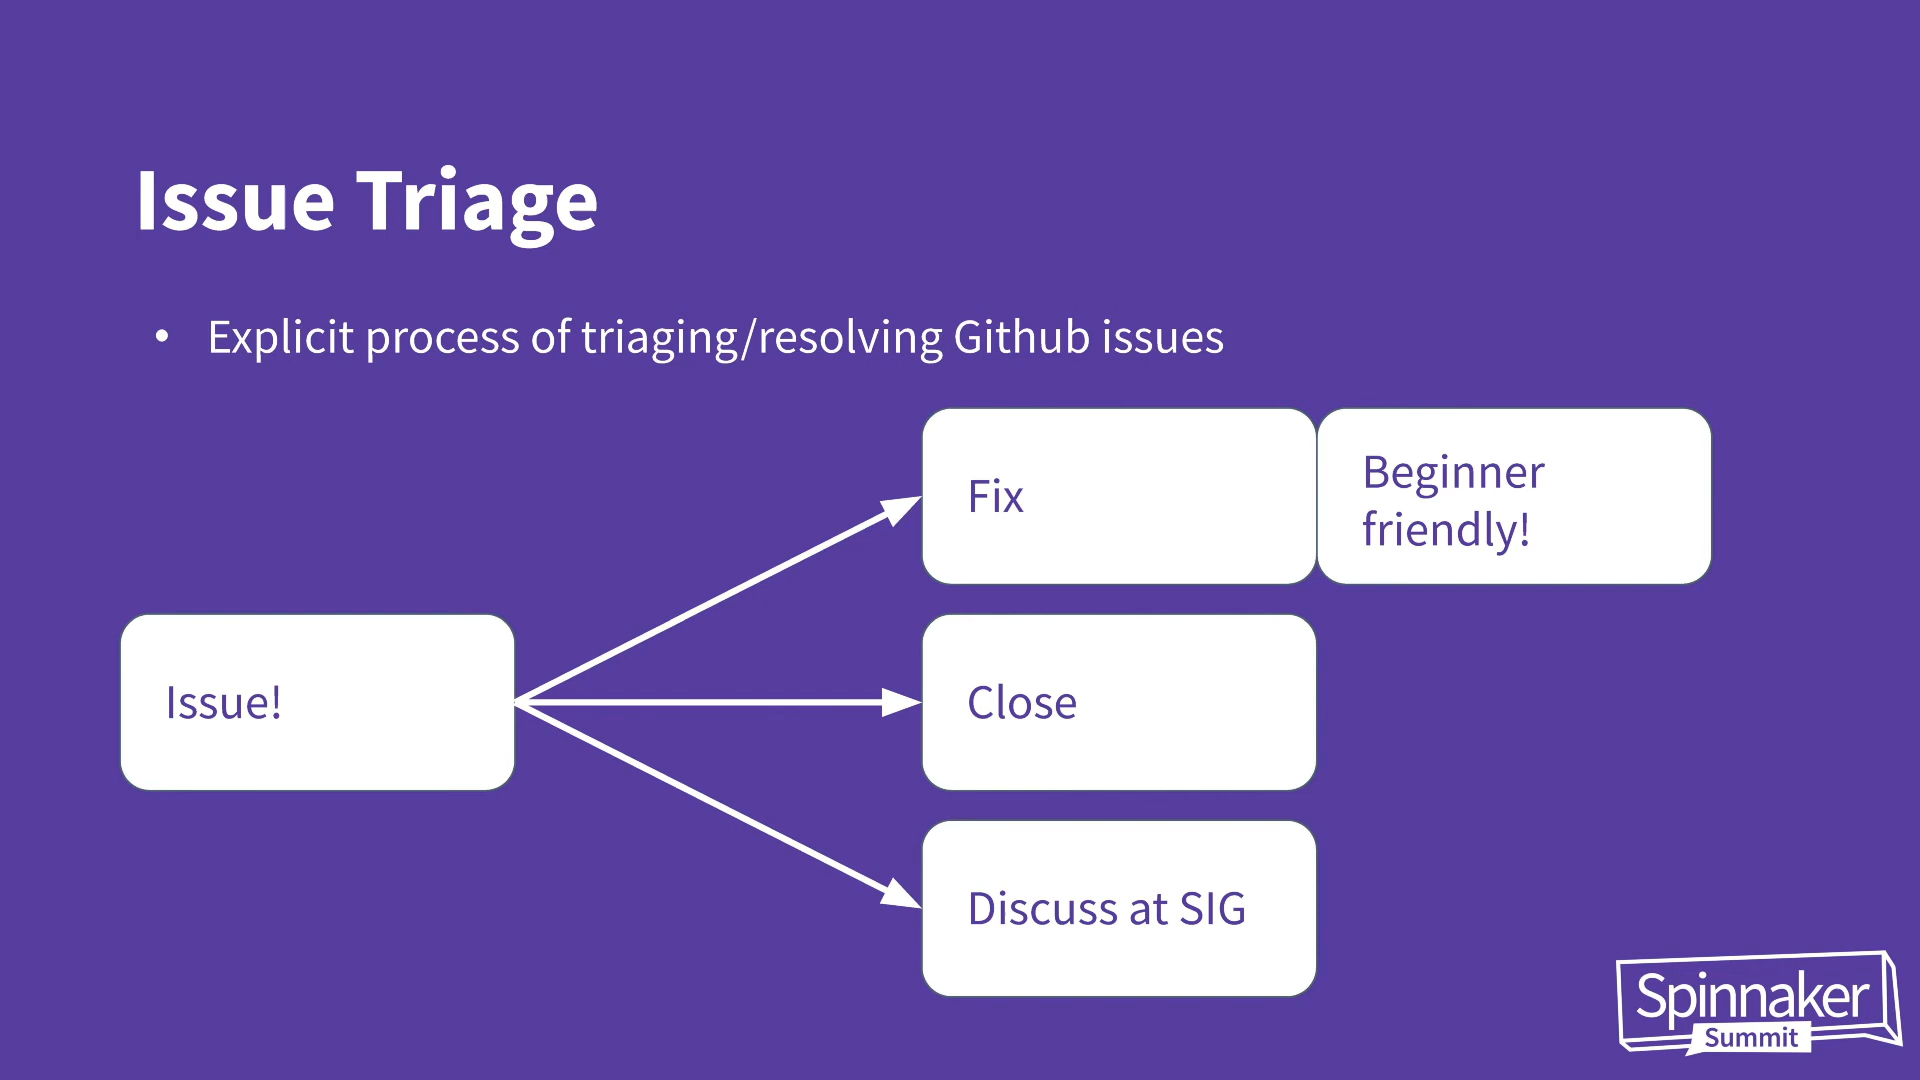 Issue Triage
• Explicit process of triaging/resolving Github issues
Fix
Beginner
friendly!
Issue!
Close
Discuss at SIG
Spinnaker
Summit